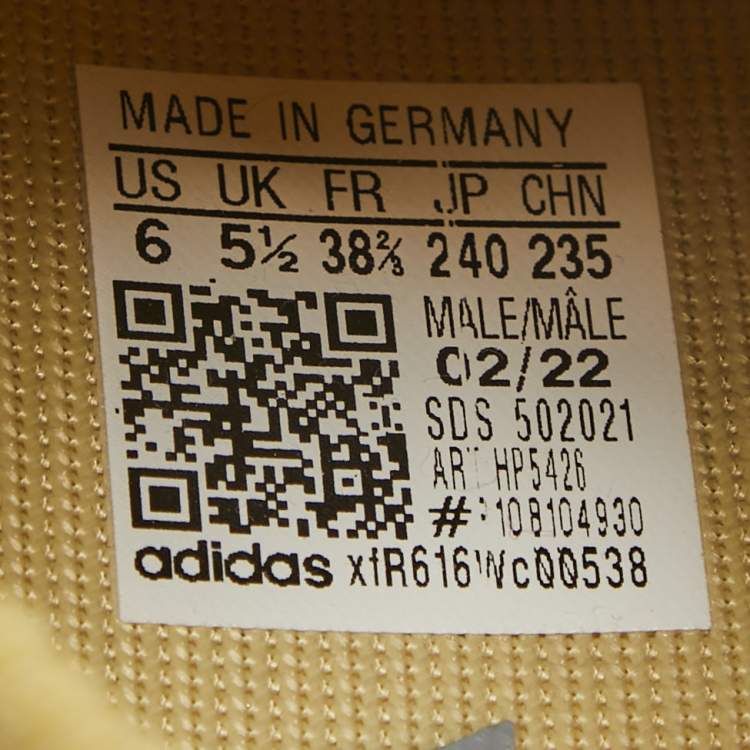 MADE IN GERMANY
US UK FR JP CHN
6 5½ 38⅔ 240 235
MALE/MÂLE
02/22
SDS 502021
ART HP5426
# 108104930
adidas